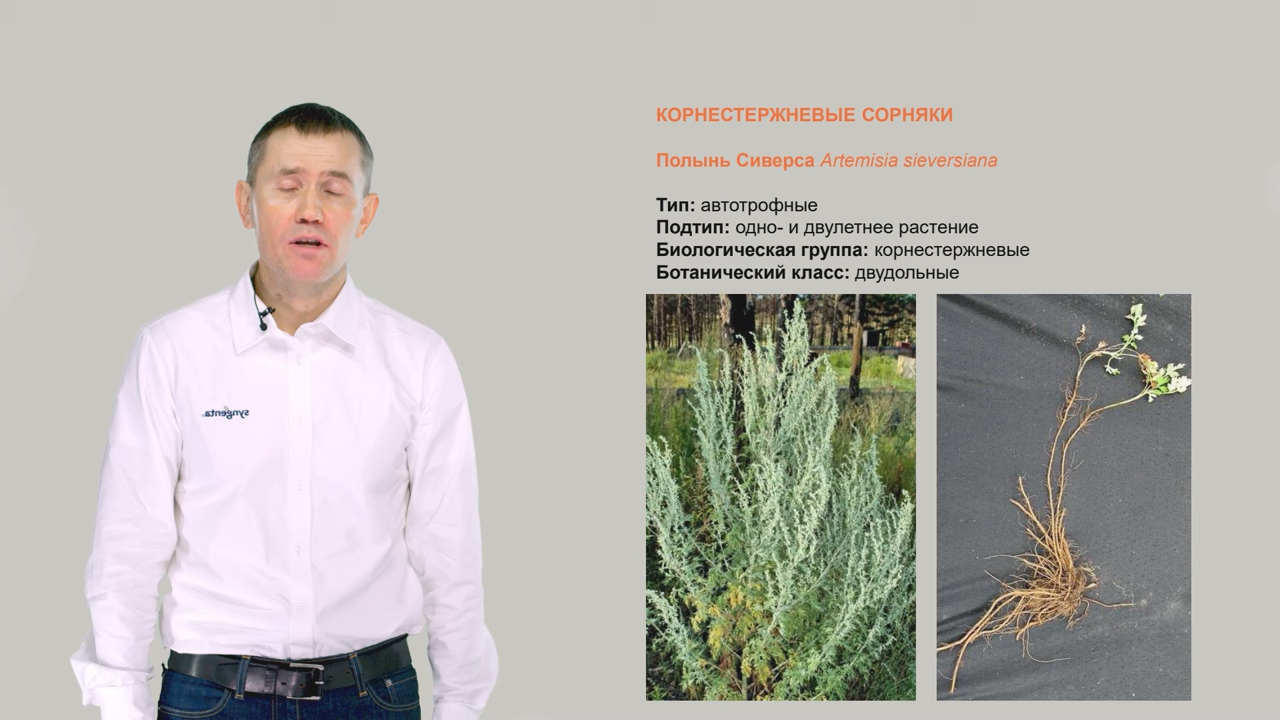 КОРНЕСТЕРЖНЕВЫЕ СОРНЯКИ
Полынь Сиверса Artemisia sieversiana
Тип: автотрофные
Подтип: одно- и двулетнее растение
Биологическая группа: корнестержневые
Ботанический класс: двудольные
syngenta